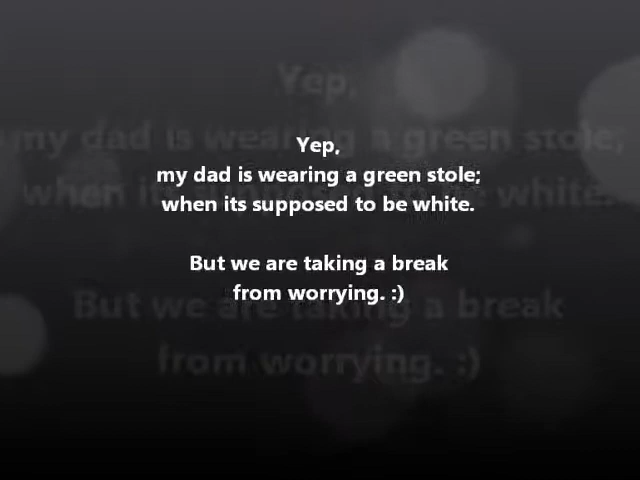 Yep,
my dad is wearing a green stole;
when its supposed to be white.
But we are taking a break
from worrying. :)